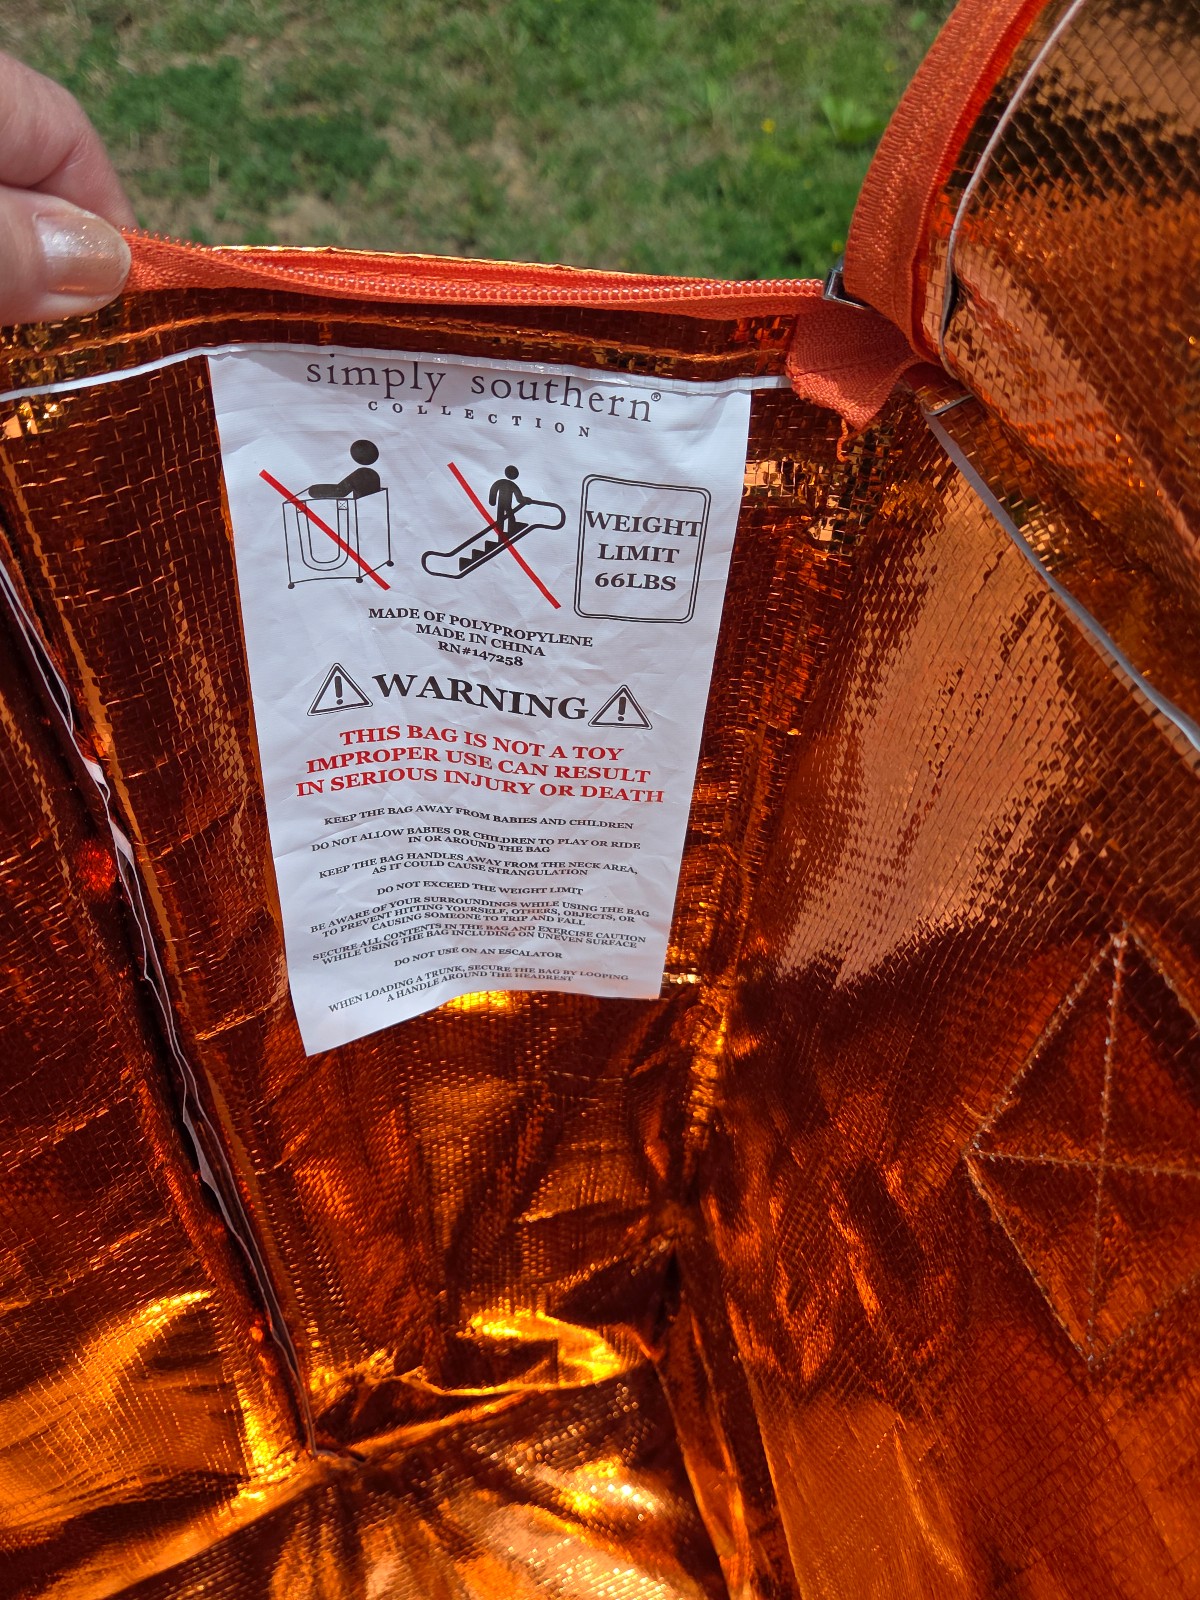 simply southern®
COLLECTION
WEIGHT
LIMIT
66LBS
MADE OF POLYPROPYLENE
MADE IN CHINA
RN#147258
WARNING
THIS BAG IS NOT A TOY
IMPROPER USE CAN RESULT
IN SERIOUS INJURY OR DEATH
KEEP THE BAG AWAY FROM BABIES AND CHILDREN
DO NOT ALLOW BABIES OR CHILDREN TO PLAY OR RIDE
IN OR AROUND THE BAG
KEEP THE BAG HANDLES AWAY FROM THE NECK AREA,
AS IT COULD CAUSE STRANGULATION
DO NOT EXCEED THE WEIGHT LIMIT
BE AWARE OF YOUR SURROUNDINGS WHILE USING THE BAG
TO PREVENT HITTING YOURSELF, OTHERS, OBJECTS, OR
CAUSING SOMEONE TO TRIP AND FALL
SECURE ALL CONTENTS IN THE BAG AND EXERCISE CAUTION
WHILE USING THE BAG INCLUDING ON UNEVEN SURFACE
DO NOT USE ON AN ESCALATOR
WHEN LOADING A TRUNK, SECURE THE BAG BY LOOPING
A HANDLE AROUND THE HEADREST